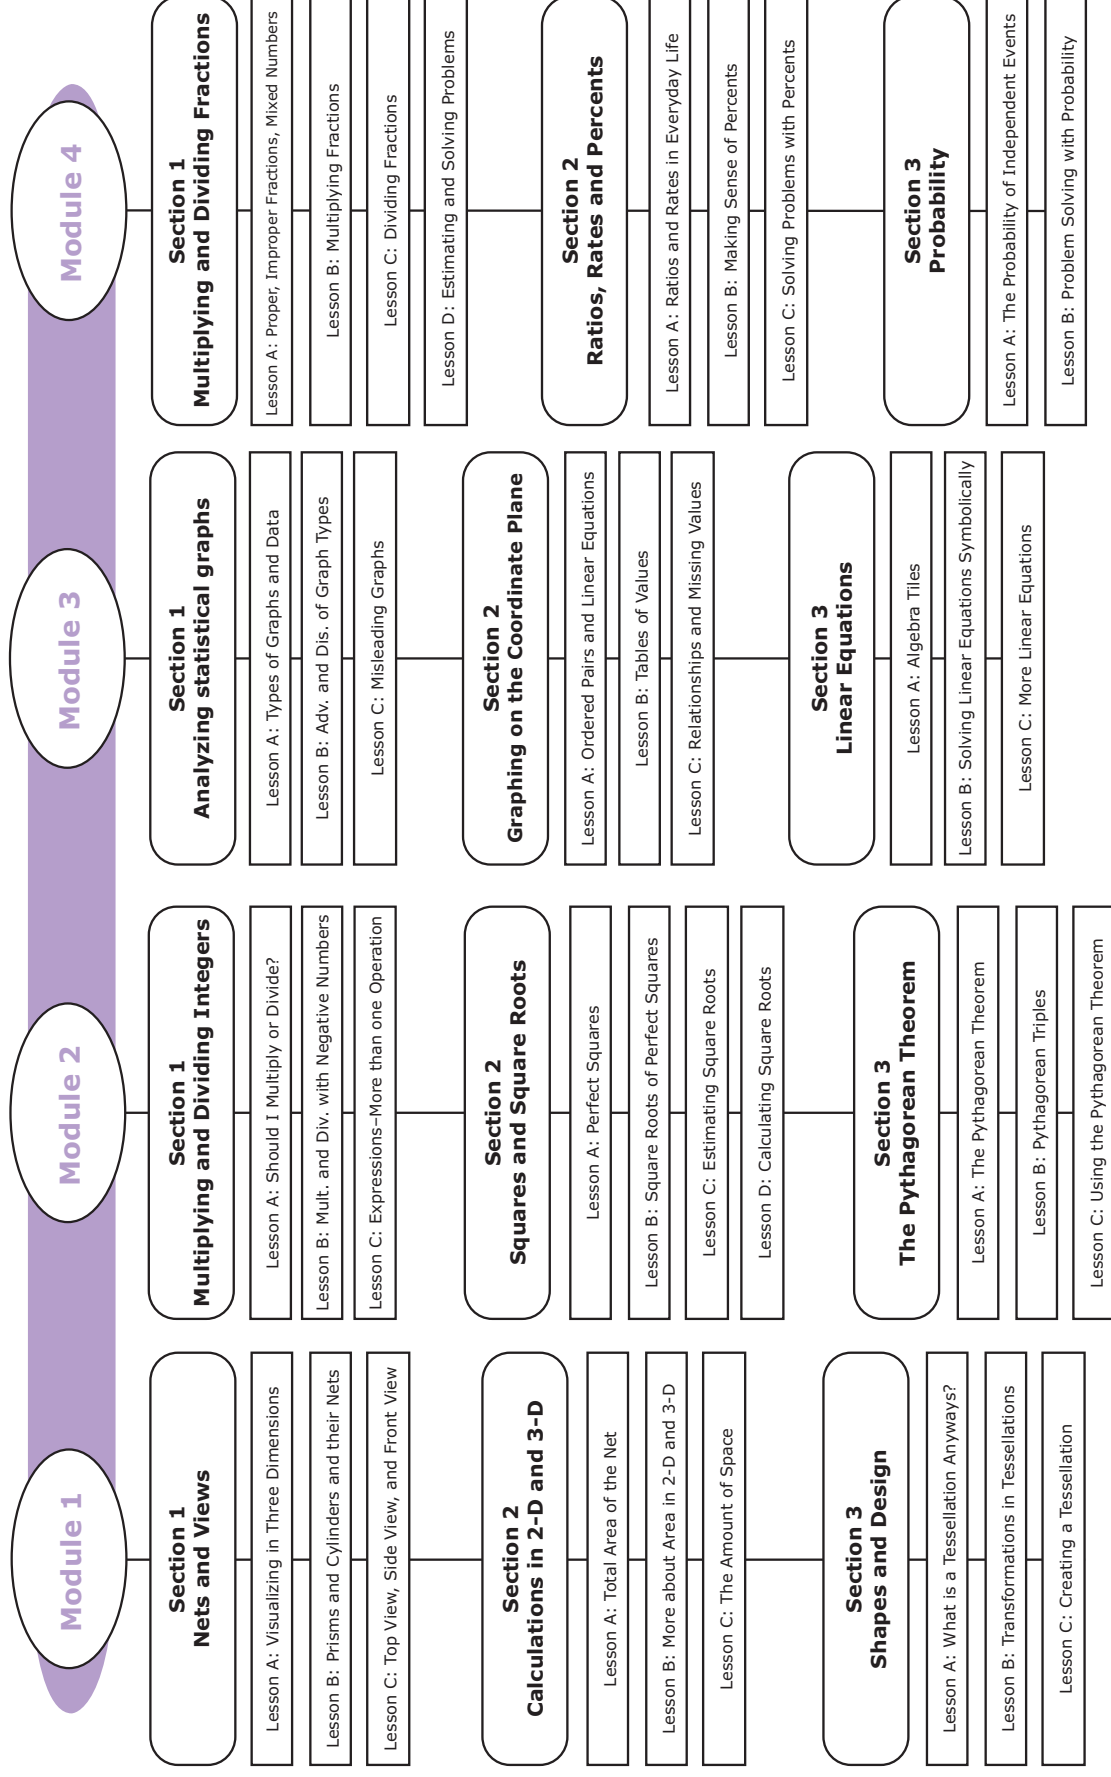 Module 1
Section 1
Nets and Views
Lesson A: Visualizing in Three Dimensions
Lesson B: Prisms and Cylinders and their Nets
Lesson C: Top View, Side View, and Front View
Section 2
Calculations in 2–D and 3–D
Lesson A: Total Area of the Net
Lesson B: More about Area in 2-D and 3-D
Lesson C: The Amount of Space
Section 3
Shapes and Design
Lesson A: What is a Tessellation Anyways?
Lesson B: Transformations in Tessellations
Lesson C: Creating a Tessellation
Module 2
Section 1
Multiplying and Dividing Integers
Lesson A: Should I Multiply or Divide?
Lesson B: Mult. and Div. with Negative Numbers
Lesson C: Expressions–More than one Operation
Section 2
Squares and Square Roots
Lesson A: Perfect Squares
Lesson B: Square Roots of Perfect Squares
Lesson C: Estimating Square Roots
Lesson D: Calculating Square Roots
Section 3
The Pythagorean Theorem
Lesson A: The Pythagorean Theorem
Lesson B: Pythagorean Triples
Lesson C: Using the Pythagorean Theorem
Module 3
Section 1
Analyzing statistical graphs
Lesson A: Types of Graphs and Data
Lesson B: Adv. and Dis. of Graph Types
Lesson C: Misleading Graphs
Section 2
Graphing on the Coordinate Plane
Lesson A: Ordered Pairs and Linear Equations
Lesson B: Tables of Values
Lesson C: Relationships and Missing Values
Section 3
Linear Equations
Lesson A: Algebra Tiles
Lesson B: Solving Linear Equations Symbolically
Lesson C: More Linear Equations
Module 4
Section 1
Multiplying and Dividing Fractions
Lesson A: Proper, Improper Fractions, Mixed Numbers
Lesson B: Multiplying Fractions
Lesson C: Dividing Fractions
Lesson D: Estimating and Solving Problems
Section 2
Ratios, Rates and Percents
Lesson A: Ratios and Rates in Everyday Life
Lesson B: Making Sense of Percents
Lesson C: Solving Problems with Percents
Section 3
Probability
Lesson A: The Probability of Independent Events
Lesson B: Problem Solving with Probability